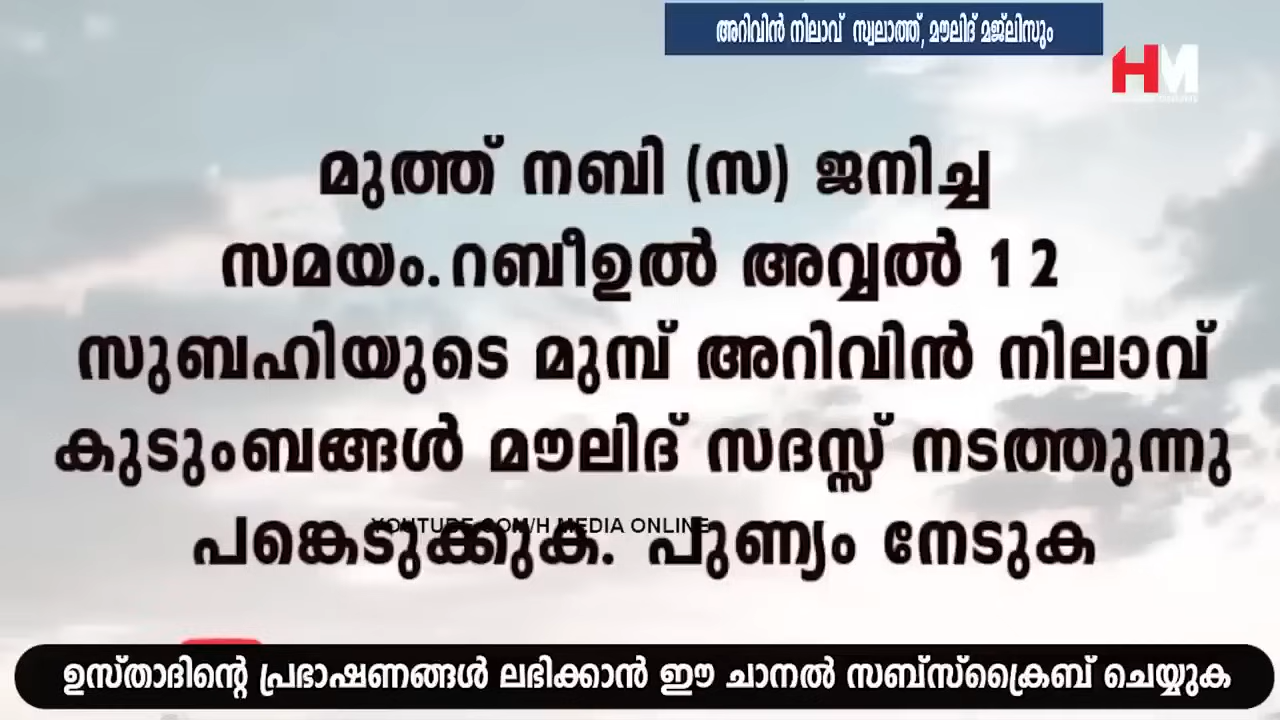 അറിവിൻ നിലാവ് സ്വലാത്ത്, മൗലിദ് മജ്ലിസും
HM
മുത്ത് നബി (സ) ജനിച്ച
സമയം.റബീഉൽ അവ്വൽ 12
സുബഹിയുടെ മുമ്പ് അറിവിൻ നിലാവ്
കുടുംബങ്ങൾ മൗലിദ് സദസ്സ് നടത്തുന്നു
YOUTUBE.COM/H MEDIA ONLINE
പങ്കെടുക്കുക. പുണ്യം നേടുക
ഉസ്താദിന്റെ പ്രഭാഷണങ്ങൾ ലഭിക്കാൻ ഈ ചാനൽ സബ്സ്ക്രൈബ് ചെയ്യുക